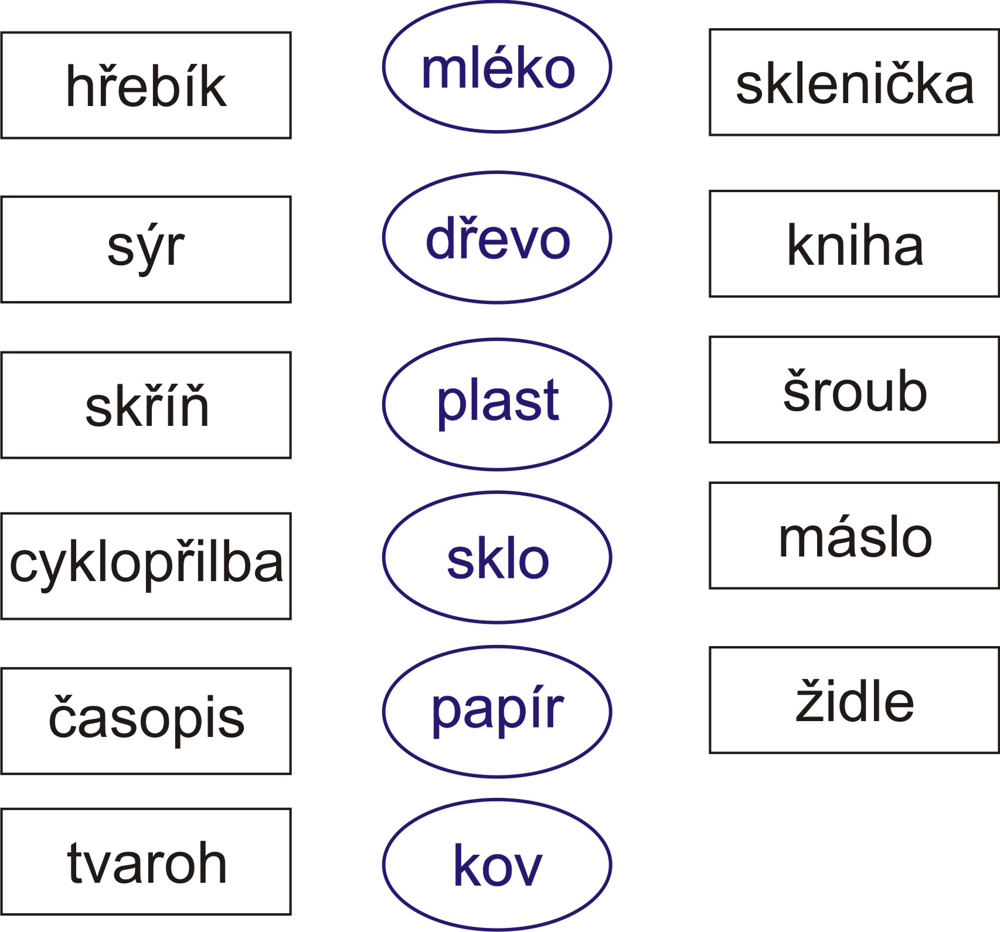 hřebík
mléko
sklenička
sýr
dřevo
kniha
skříň
plast
šroub
cyklopřilba
sklo
máslo
časopis
papír
židle
tvaroh
kov